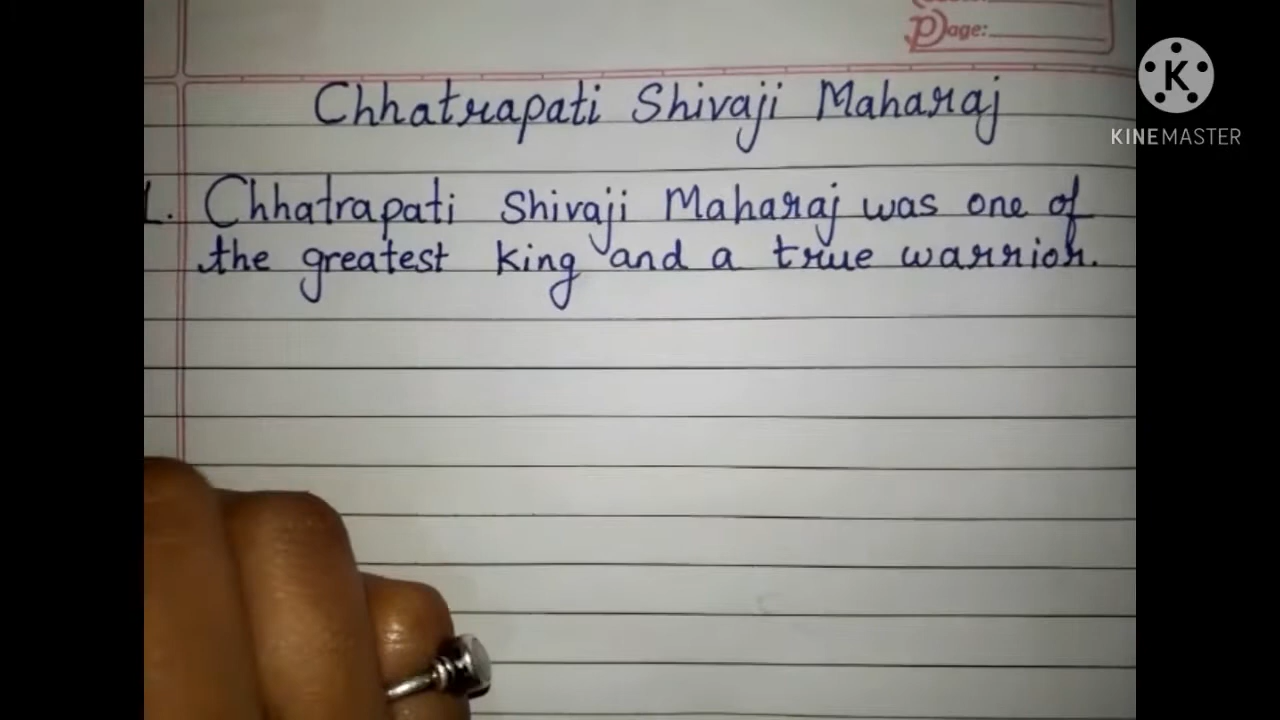 Page:
Chhatrapati Shivaji Maharaj
KINEMASTER
1. Chhatrapati Shivaji Maharaj was one of
the greatest king and a true warrior.